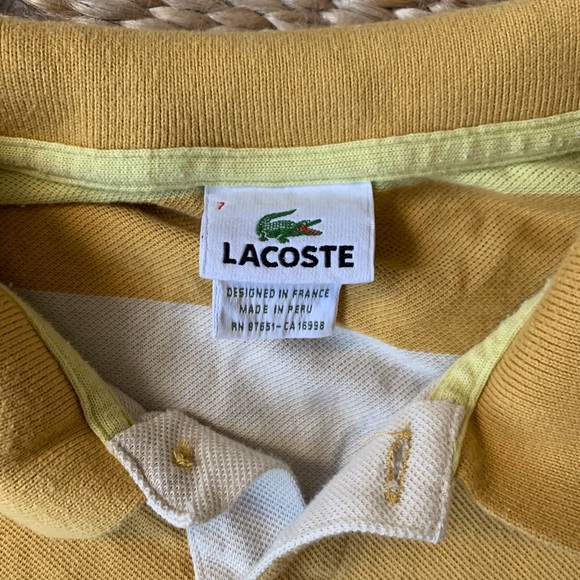 7
LACOSTE
DESIGNED IN FRANCE
MADE IN PERU
RN 97651-CA 16998